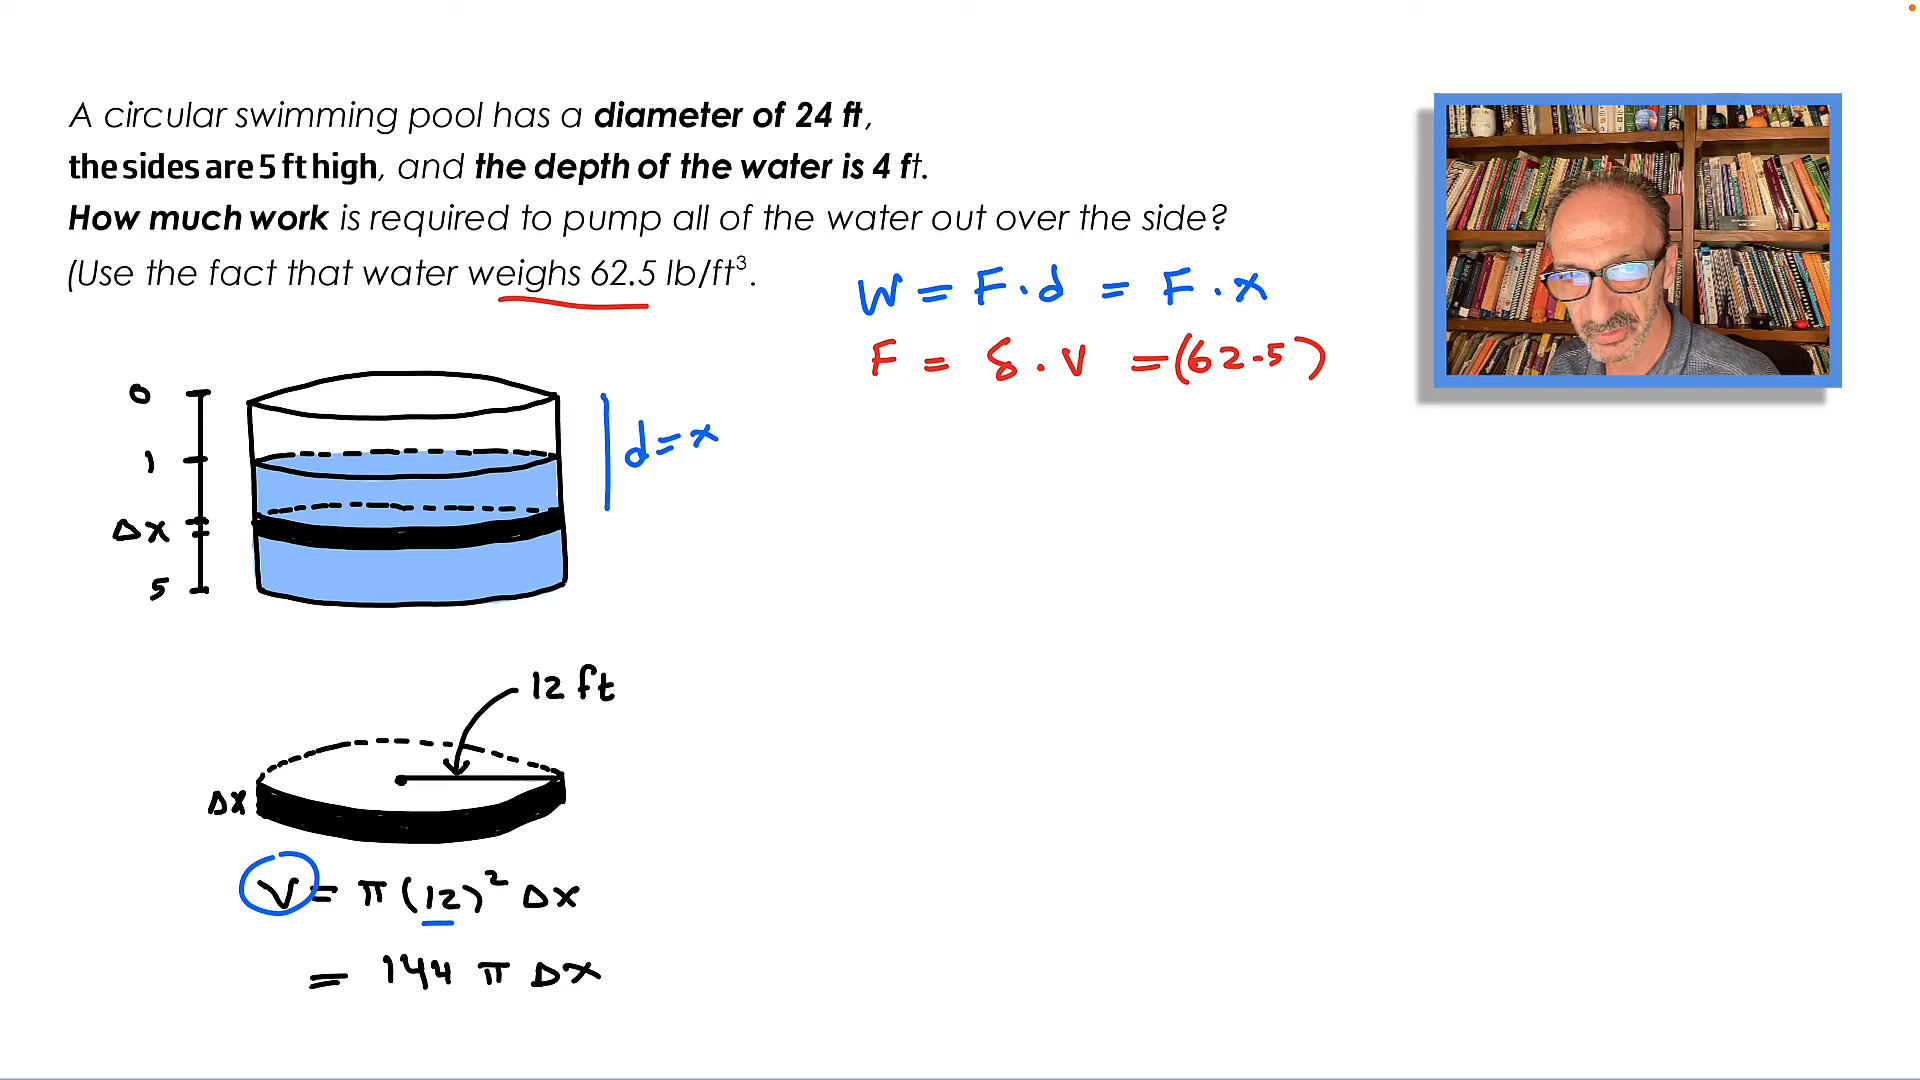 A circular swimming pool has a diameter of 24 ft,
the sides are 5 ft high, and the depth of the water is 4 ft.
How much work is required to pump all of the water out over the side?
(Use the fact that water weighs 62.5 lb/ft³.
W = F · d = F · x
F = δ · V = (62.5)
0
1
Δx
5
d = x
12 ft
Δx
V = π (12)² Δx
= 144 π Δx